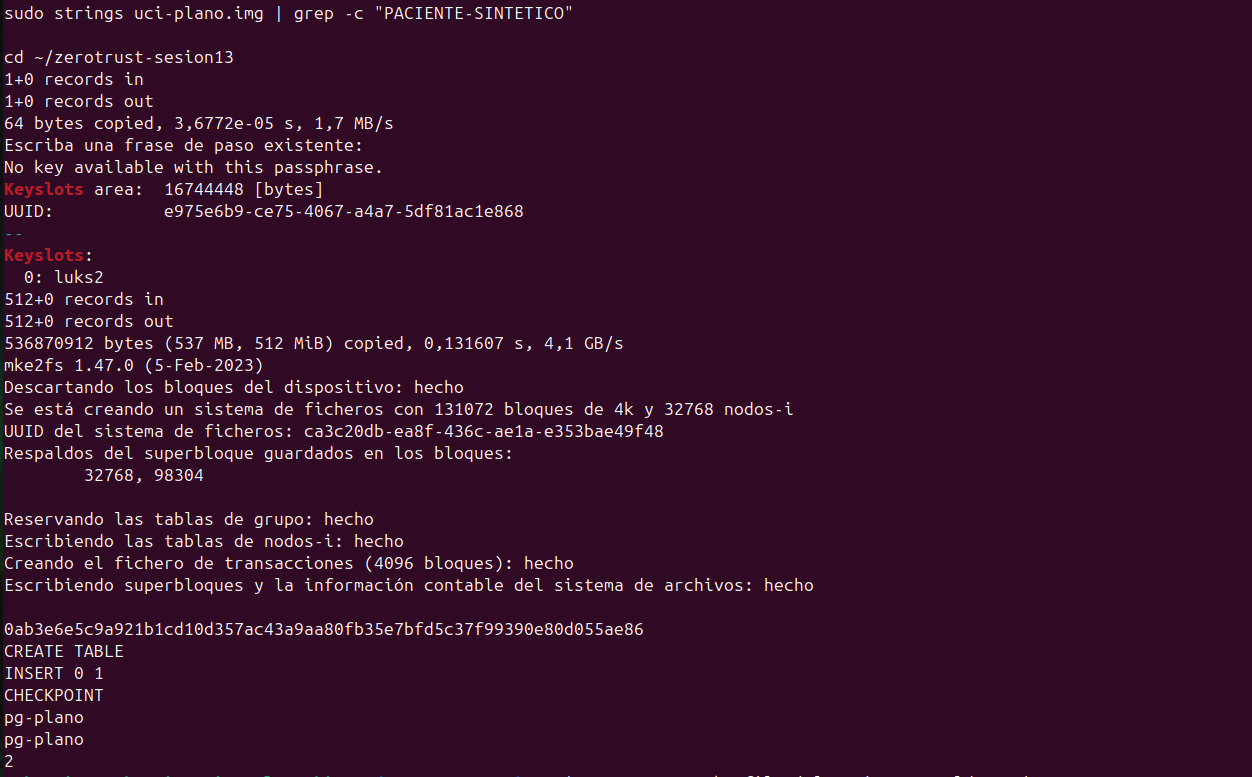 sudo strings uci-plano.img | grep -c "PACIENTE-SINTETICO"
cd ~/zerotrust-sesion13
1+0 records in
1+0 records out
64 bytes copied, 3,6772e-05 s, 1,7 MB/s
Escriba una frase de paso existente:
No key available with this passphrase.
Keyslots area:  16744448 [bytes]
UUID:           e975e6b9-ce75-4067-a4a7-5df81ac1e868
--
Keyslots:
  0: luks2
512+0 records in
512+0 records out
536870912 bytes (537 MB, 512 MiB) copied, 0,131607 s, 4,1 GB/s
mke2fs 1.47.0 (5-Feb-2023)
Descartando los bloques del dispositivo: hecho
Se está creando un sistema de ficheros con 131072 bloques de 4k y 32768 nodos-i
UUID del sistema de ficheros: ca3c20db-ea8f-436c-ae1a-e353bae49f48
Respaldos del superbloque guardados en los bloques:
        32768, 98304
Reservando las tablas de grupo: hecho
Escribiendo las tablas de nodos-i: hecho
Creando el fichero de transacciones (4096 bloques): hecho
Escribiendo superbloques y la información contable del sistema de archivos: hecho
0ab3e6e5c9a921b1cd10d357ac43a9aa80fb35e7bfd5c37f99390e80d055ae86
CREATE TABLE
INSERT 0 1
CHECKPOINT
pg-plano
pg-plano
2